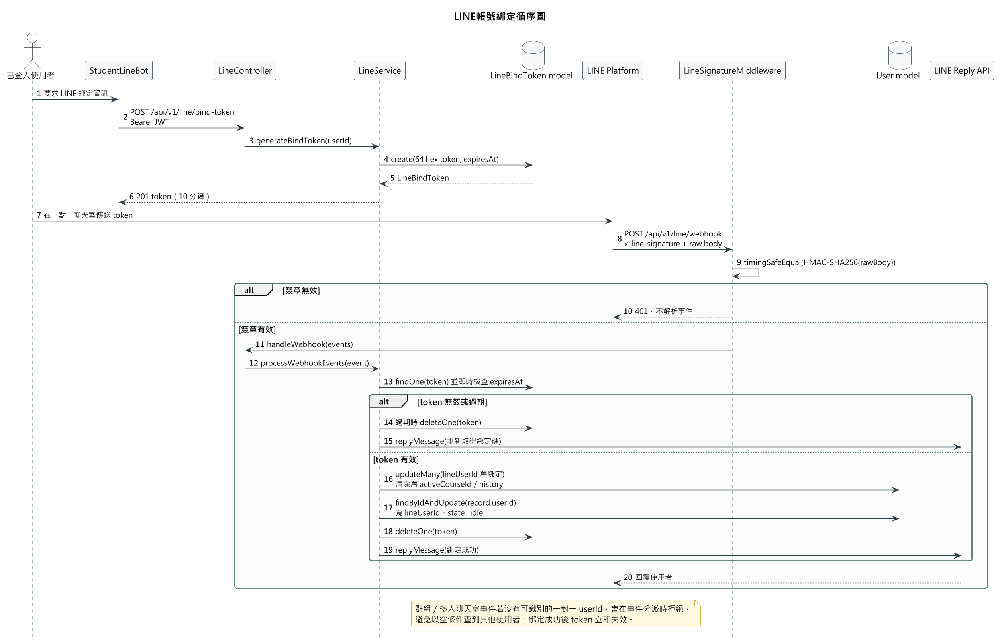 LINE帳號綁定循序圖
已登入使用者
StudentLineBot
LineController
LineService
LineBindToken model
LINE Platform
LineSignatureMiddleware
User model
LINE Reply API
1 要求 LINE 綁定資訊
2 POST /api/v1/line/bind-token
Bearer JWT
3 generateBindToken(userId)
4 create(64 hex token, expiresAt)
5 LineBindToken
6 201 token（10 分鐘）
7 在一對一聊天室傳送 token
8 POST /api/v1/line/webhook
x-line-signature + raw body
9 timingSafeEqual(HMAC-SHA256(rawBody))
alt [簽章無效]
10 401，不解析事件
[簽章有效]
11 handleWebhook(events)
12 processWebhookEvents(event)
13 findOne(token) 並即時檢查 expiresAt
alt [token 無效或過期]
14 過期時 deleteOne(token)
15 replyMessage(重新取得綁定碼)
[token 有效]
16 updateMany(lineUserId 舊綁定)
清除舊 activeCourseId / history
17 findByIdAndUpdate(record.userId)
寫 lineUserId、state=idle
18 deleteOne(token)
19 replyMessage(綁定成功)
20 回覆使用者
群組 / 多人聊天室事件若沒有可識別的一對一 userId，會在事件分派時拒絕，
避免以空條件查到其他使用者。綁定成功後 token 立即失效。